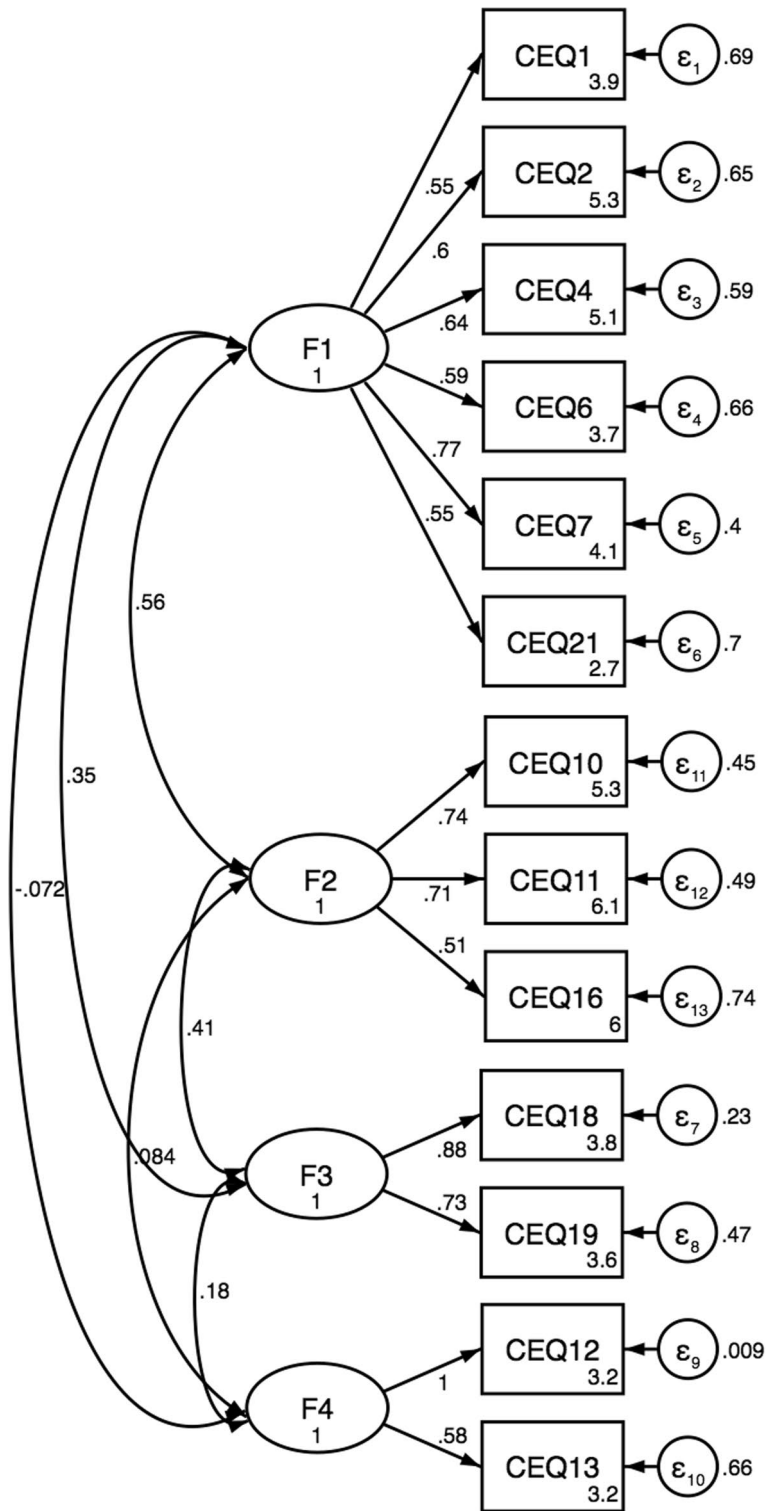 CEQ1
3.9
ε1
.69
.55
CEQ2
5.3
ε2
.65
.6
CEQ4
5.1
ε3
.59
.64
F1
1
.59
CEQ6
3.7
ε4
.66
.77
CEQ7
4.1
ε5
.4
.55
CEQ21
2.7
ε6
.7
.56
.35
-.072
CEQ10
5.3
ε11
.45
.74
F2
1
.71
CEQ11
6.1
ε12
.49
.51
CEQ16
6
ε13
.74
.41
CEQ18
3.8
ε7
.23
.88
.084
F3
1
.73
CEQ19
3.6
ε8
.47
.18
CEQ12
3.2
ε9
.009
1
F4
1
.58
CEQ13
3.2
ε10
.66